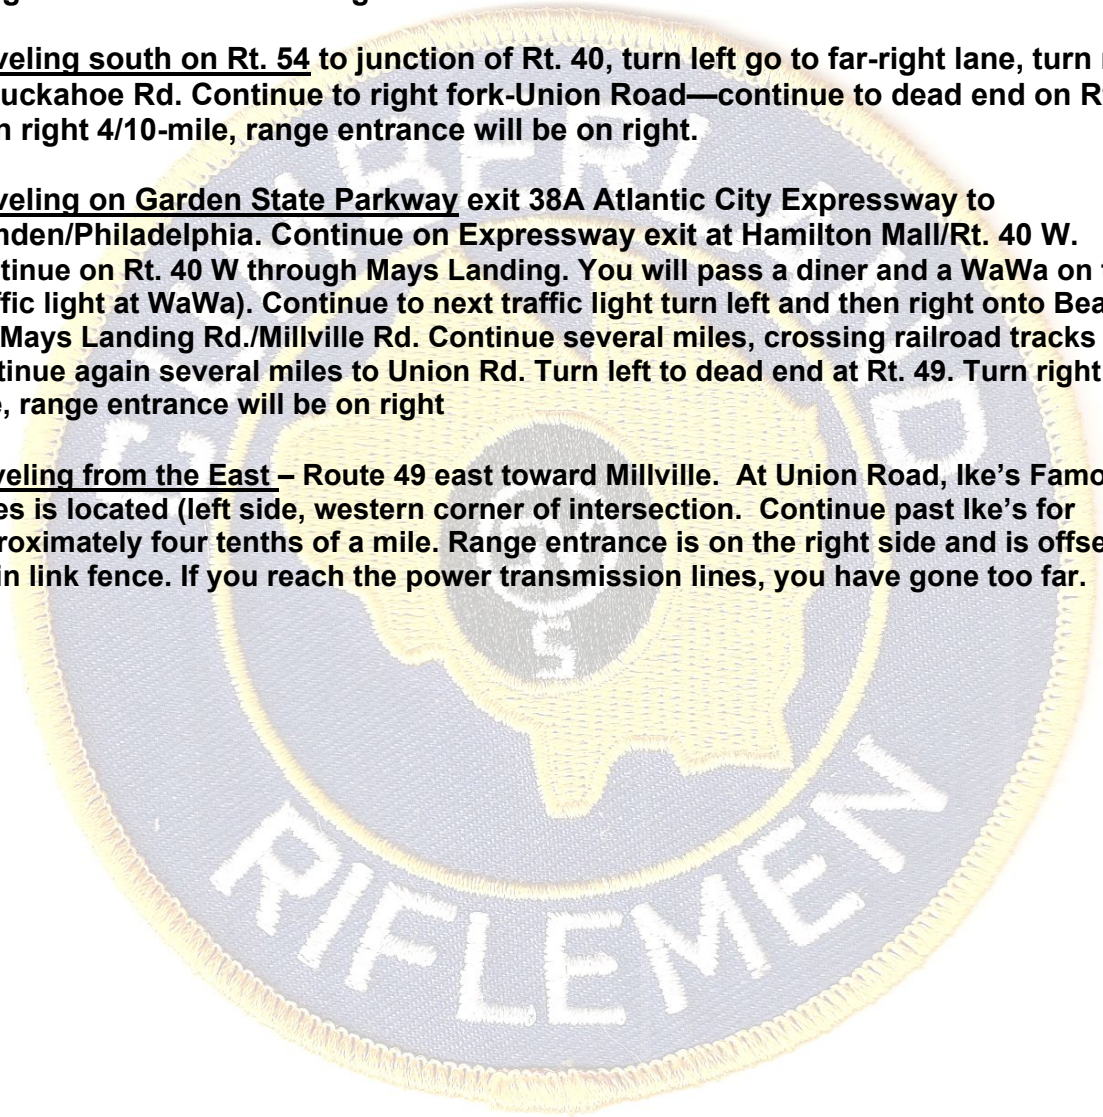 veling south on Rt. 54 to junction of Rt. 40, turn left go to far-right lane, turn
uckahoe Rd. Continue to right fork-Union Road—continue to dead end on R
n right 4/10-mile, range entrance will be on right.
veling on Garden State Parkway exit 38A Atlantic City Expressway to
nden/Philadelphia. Continue on Expressway exit at Hamilton Mall/Rt. 40 W.
tinue on Rt. 40 W through Mays Landing. You will pass a diner and a WaWa on
ffic light at WaWa). Continue to next traffic light turn left and then right onto Bea
Mays Landing Rd./Millville Rd. Continue several miles, crossing railroad tracks
tinue again several miles to Union Rd. Turn left to dead end at Rt. 49. Turn right
e, range entrance will be on right
veling from the East – Route 49 east toward Millville. At Union Road, Ike's Famo
es is located (left side, western corner of intersection. Continue past Ike's for
roximately four tenths of a mile. Range entrance is on the right side and is offse
in link fence. If you reach the power transmission lines, you have gone too far.
CUMBERLAND
RIFLEMEN